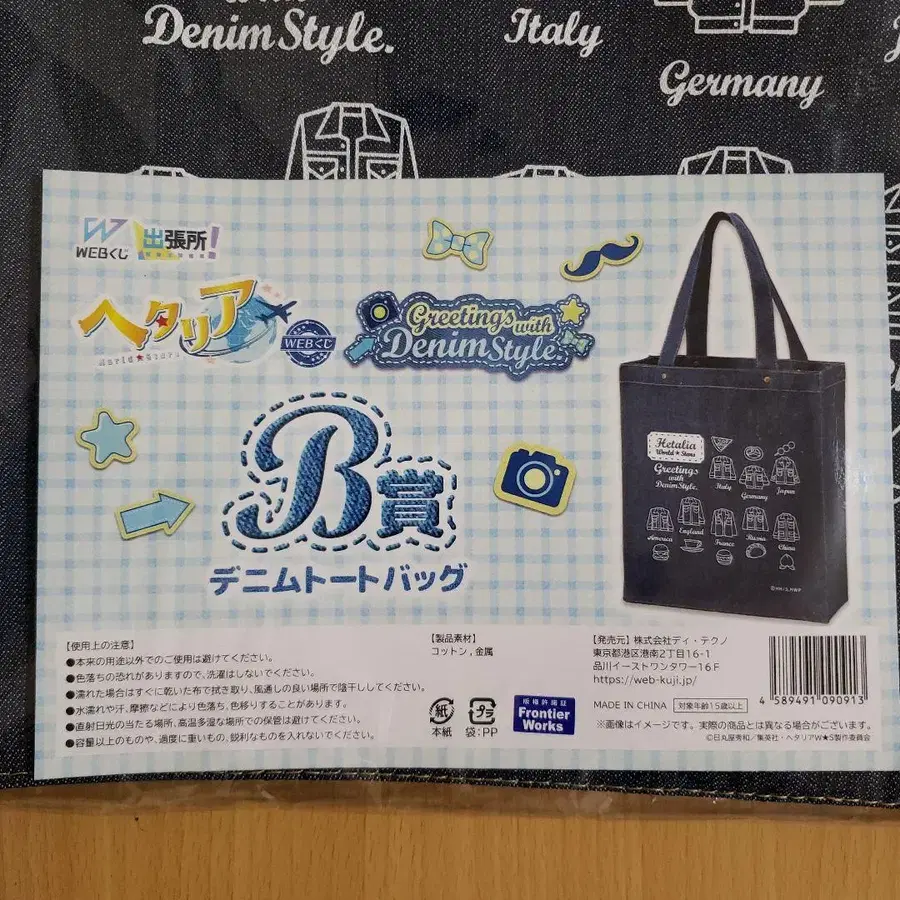 Denim Style.
Italy
Germany
WEBくじ 出張所!
ヘタリア
World★Stars
WEBくじ
Greetings with
Denim Style.
B賞
デニムトートバッグ
Hetalia
World★Stars
Greetings
with
Denim Style.
Italy
Germany
Japan
America
England
France
Russia
China
【使用上の注意】
●本来の用途以外でのご使用は避けてください。
●色落ちの恐れがありますので、洗濯はしないでください。
●濡れた場合はすぐに乾いた布で拭き取り、風通しの良い場所で陰干ししてください。
●水濡れや汗、摩擦などにより色落ち、色移りすることがあります。
●直射日光の当たる場所、高温多湿な場所での保管は避けてください。
●容量以上のものや、過度に重いもの、鋭利なものを入れないでください。
【製品素材】
コットン,金属
紙
本紙
プラ
袋:PP
版権許諾証
Frontier
Works
【発売元】株式会社ディ・テクノ
東京都港区港南2丁目16-1
品川イーストワンタワー16F
https://web-kuji.jp/
MADE IN CHINA 対象年齢15歳以上
4 589491 090913
※画像はイメージです。実際の商品とは異なる場合がございます。
©日丸屋秀和/集英社・ヘタリアW★S製作委員会